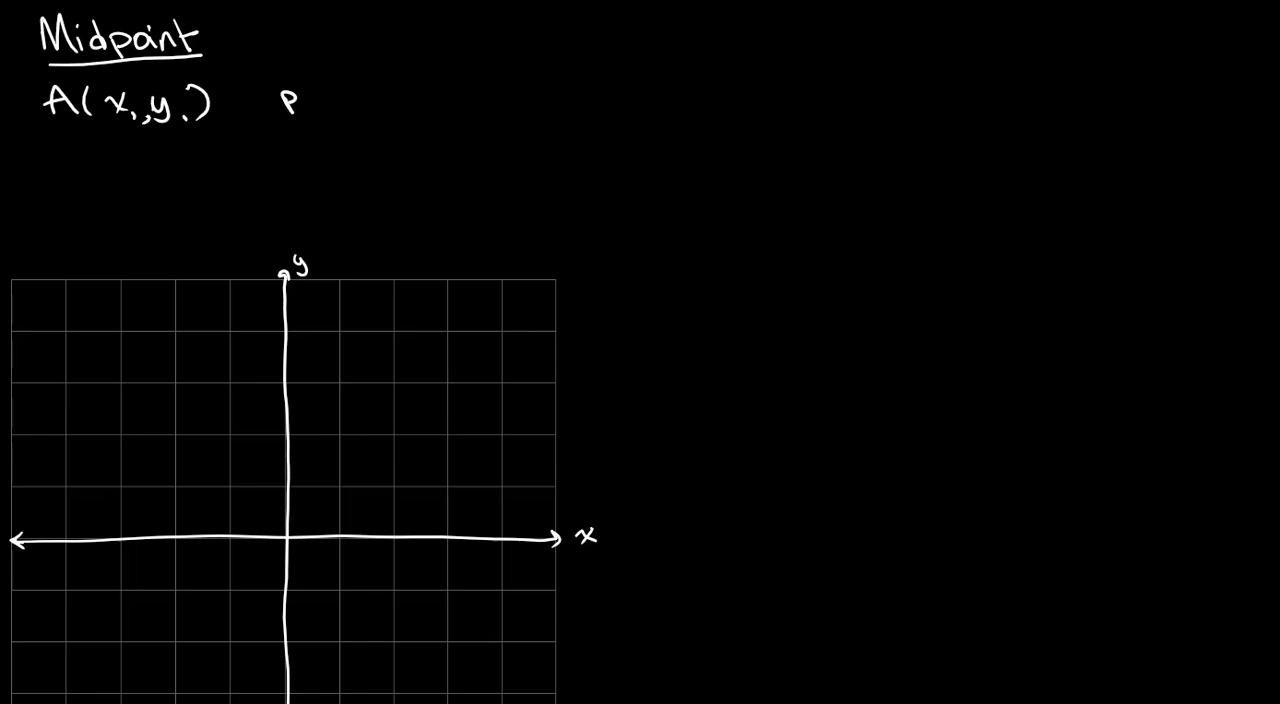 Midpoint
A(x₁,y₁) P
y
x